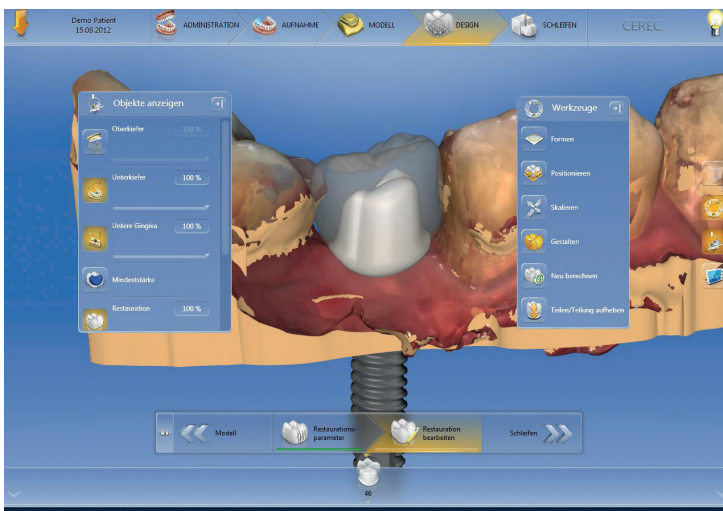 Demo Patient
15.08.2012
ADMINISTRATION
AUFNAHME
MODELL
DESIGN
SCHLEIFEN
CEREC
Objekte anzeigen
Oberkiefer 100 %
Unterkiefer 100 %
Untere Gingiva 100 %
Mindeststärke
Restauration 100 %
Werkzeuge
Formen
Positionieren
Skalieren
Gestalten
Neu berechnen
Teilen/Teilung aufheben
Modell
Restaurations-
parameter
Restauration
bearbeiten
Schleifen
46